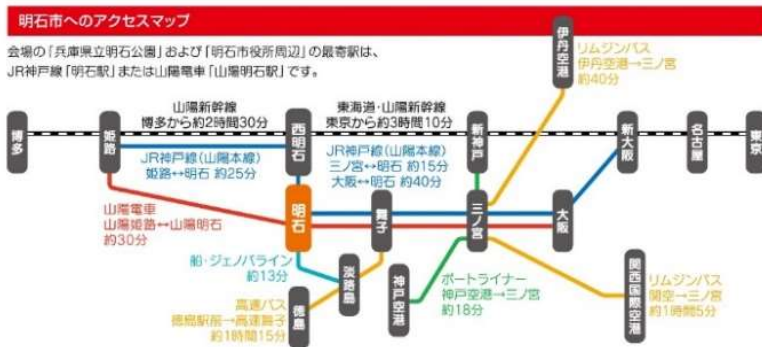 明石市へのアクセスマップ
会場の「兵庫県立明石公園」および「明石市役所周辺」の最寄駅は、
JR神戸線「明石駅」または山陽電車「山陽明石駅」です。
伊丹空港
リムジンバス
伊丹空港→三ノ宮
約40分
山陽新幹線
博多から約2時間30分
東海道・山陽新幹線
東京から約3時間10分
博多
姫路
西明石
新神戸
新大阪
名古屋
東京
JR神戸線(山陽本線)
姫路↔明石 約25分
JR神戸線(山陽本線)
三ノ宮↔明石 約15分
大阪↔明石 約40分
山陽電車
山陽姫路↔山陽明石
約30分
明石
舞子
三ノ宮
大阪
船・ジェノバライン
約13分
淡路島
高速バス
徳島駅前→高速舞子
約1時間15分
徳島
神戸空港
ポートライナー
神戸空港→三ノ宮
約18分
関西国際空港
リムジンバス
関空→三ノ宮
約1時間5分